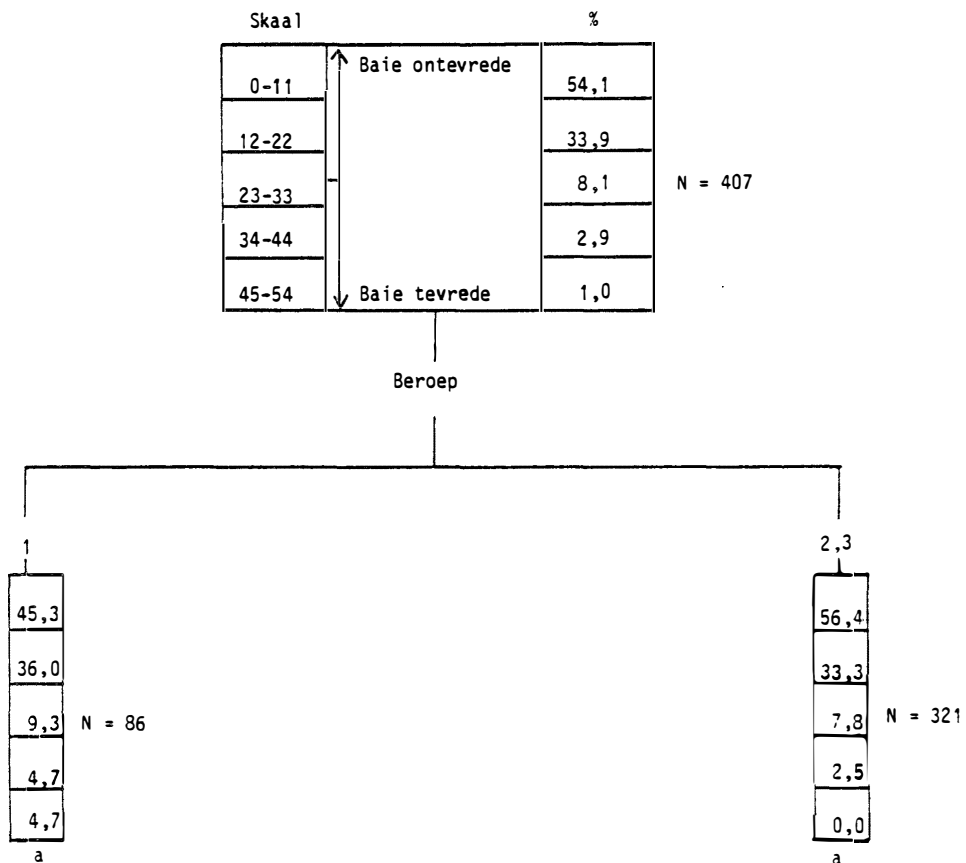 Skaal %
Baie ontevrede
0-11 54,1
12-22 33,9
23-33 8,1 N = 407
34-44 2,9
45-54 Baie tevrede 1,0
Beroep
1 2,3
45,3 56,4
36,0 33,3
9,3 N = 86 7,8 N = 321
4,7 2,5
4,7 0,0
a a